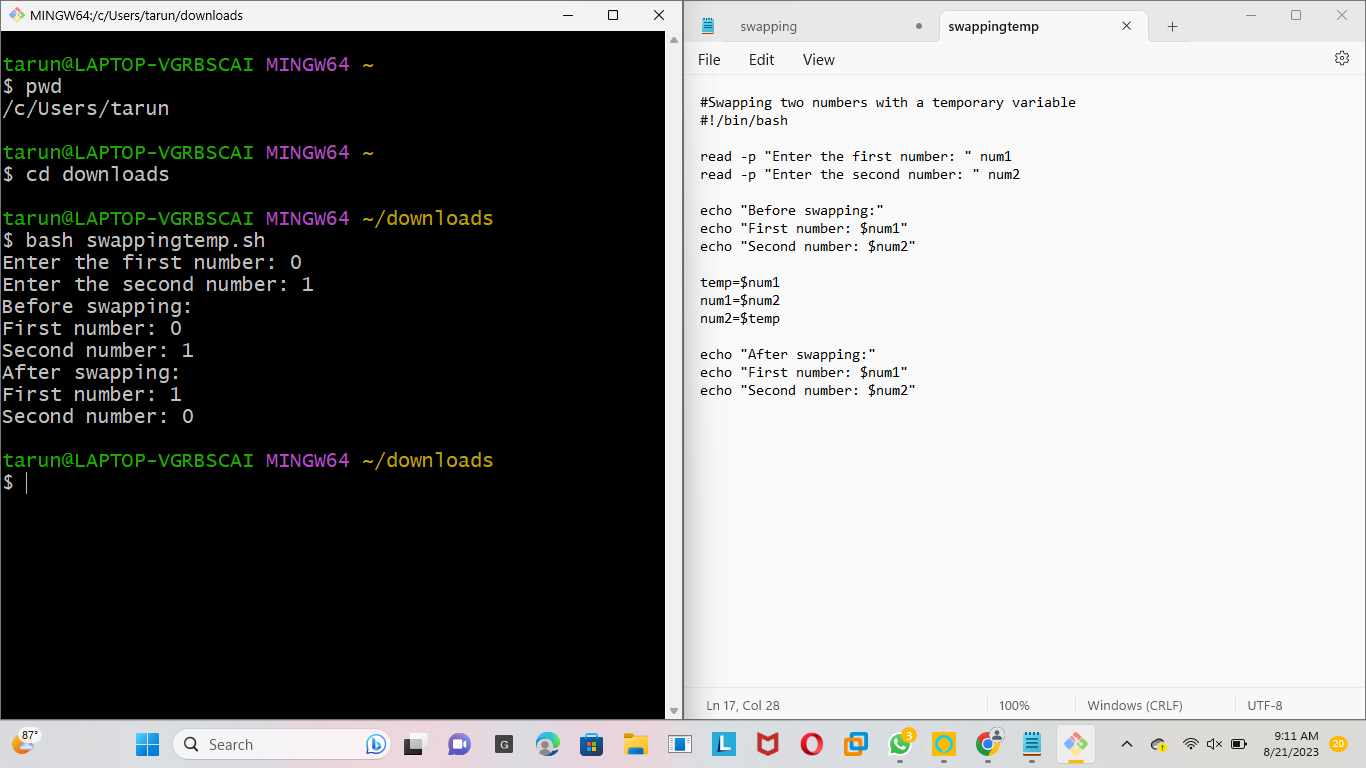 MINGW64:/c/Users/tarun/downloads
tarun@LAPTOP-VGRBSCAI MINGW64 ~
$ pwd
/c/Users/tarun
tarun@LAPTOP-VGRBSCAI MINGW64 ~
$ cd downloads
tarun@LAPTOP-VGRBSCAI MINGW64 ~/downloads
$ bash swappingtemp.sh
Enter the first number: 0
Enter the second number: 1
Before swapping:
First number: 0
Second number: 1
After swapping:
First number: 1
Second number: 0
tarun@LAPTOP-VGRBSCAI MINGW64 ~/downloads
$
swapping
swappingtemp
File Edit View
#Swapping two numbers with a temporary variable
#!/bin/bash
read -p "Enter the first number: " num1
read -p "Enter the second number: " num2
echo "Before swapping:"
echo "First number: $num1"
echo "Second number: $num2"
temp=$num1
num1=$num2
num2=$temp
echo "After swapping:"
echo "First number: $num1"
echo "Second number: $num2"
Ln 17, Col 28 100% Windows (CRLF) UTF-8
87°
Search
G
L
3
9:11 AM
8/21/2023
20